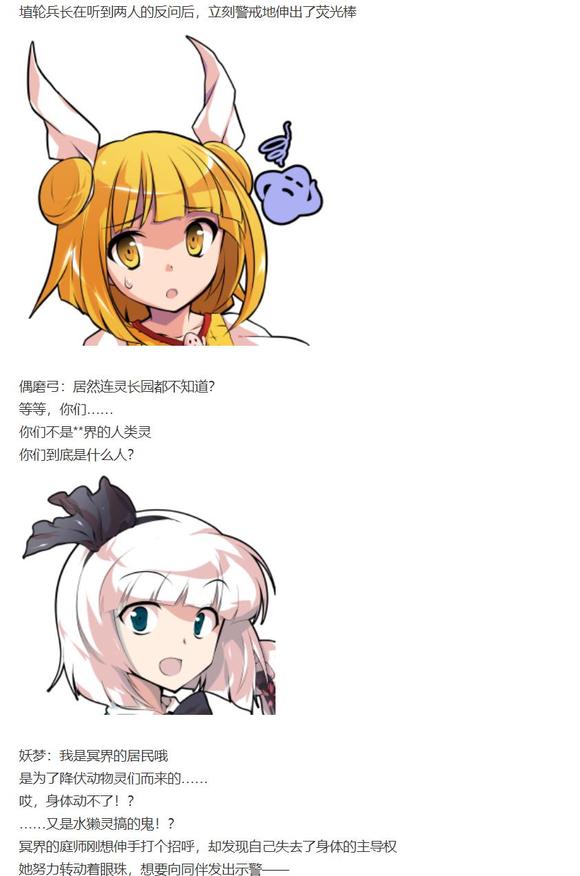 埴轮兵长在听到两人的反问后，立刻警戒地伸出了荧光棒
偶磨弓：居然连灵长园都不知道？
等等，你们……
你们不是**界的人类灵
你们到底是什么人？
妖梦：我是冥界的居民哦
是为了降伏动物灵们而来的……
哎，身体动不了！？
……又是水獭灵搞的鬼！？
冥界的庭师刚想伸手打个招呼，却发现自己失去了身体的主导权
她努力转动着眼珠，想要向同伴发出示警——